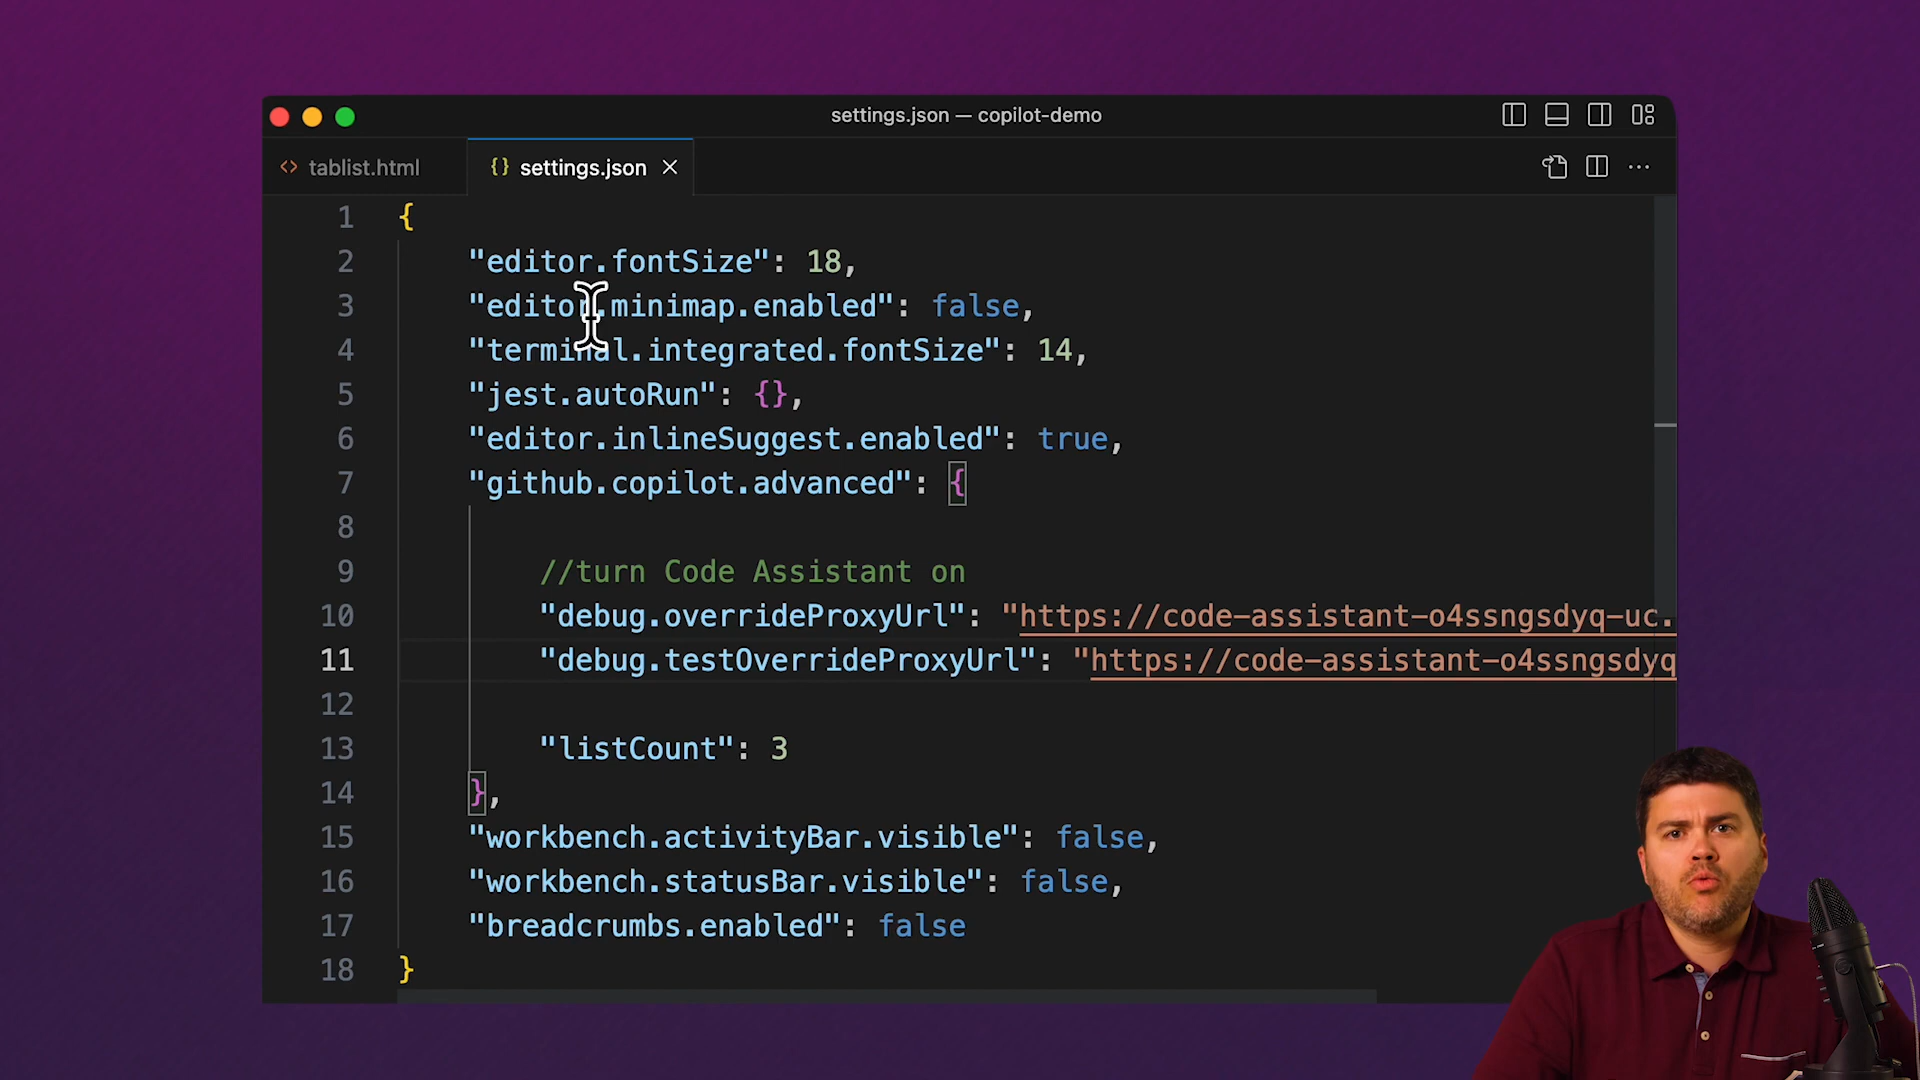 settings.json — copilot-demo
<> tablist.html
{} settings.json
1 {
2 "editor.fontSize": 18,
3 "editor.minimap.enabled": false,
4 "terminal.integrated.fontSize": 14,
5 "jest.autoRun": {},
6 "editor.inlineSuggest.enabled": true,
7 "github.copilot.advanced": {
8
9 //turn Code Assistant on
10 "debug.overrideProxyUrl": "https://code-assistant-o4ssngsdyq-uc.
11 "debug.testOverrideProxyUrl": "https://code-assistant-o4ssngsdyq
12
13 "listCount": 3
14 },
15 "workbench.activityBar.visible": false,
16 "workbench.statusBar.visible": false,
17 "breadcrumbs.enabled": false
18 }